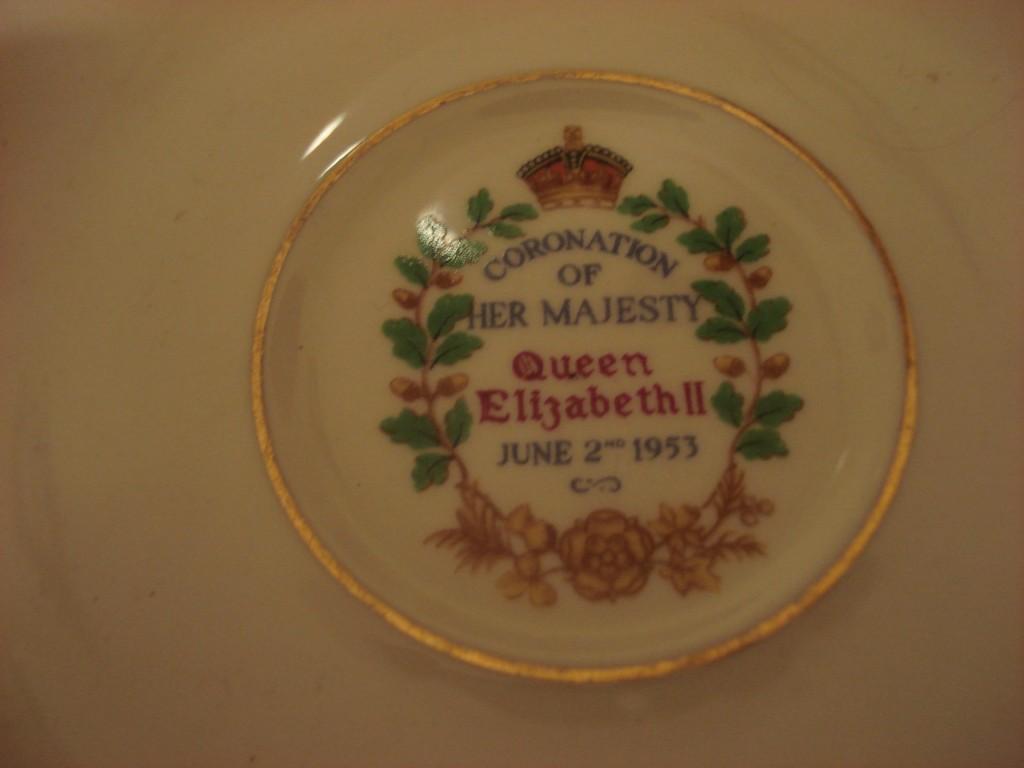 CORONATION
OF
HER MAJESTY
Queen
Elizabeth II
JUNE 2ND 1953